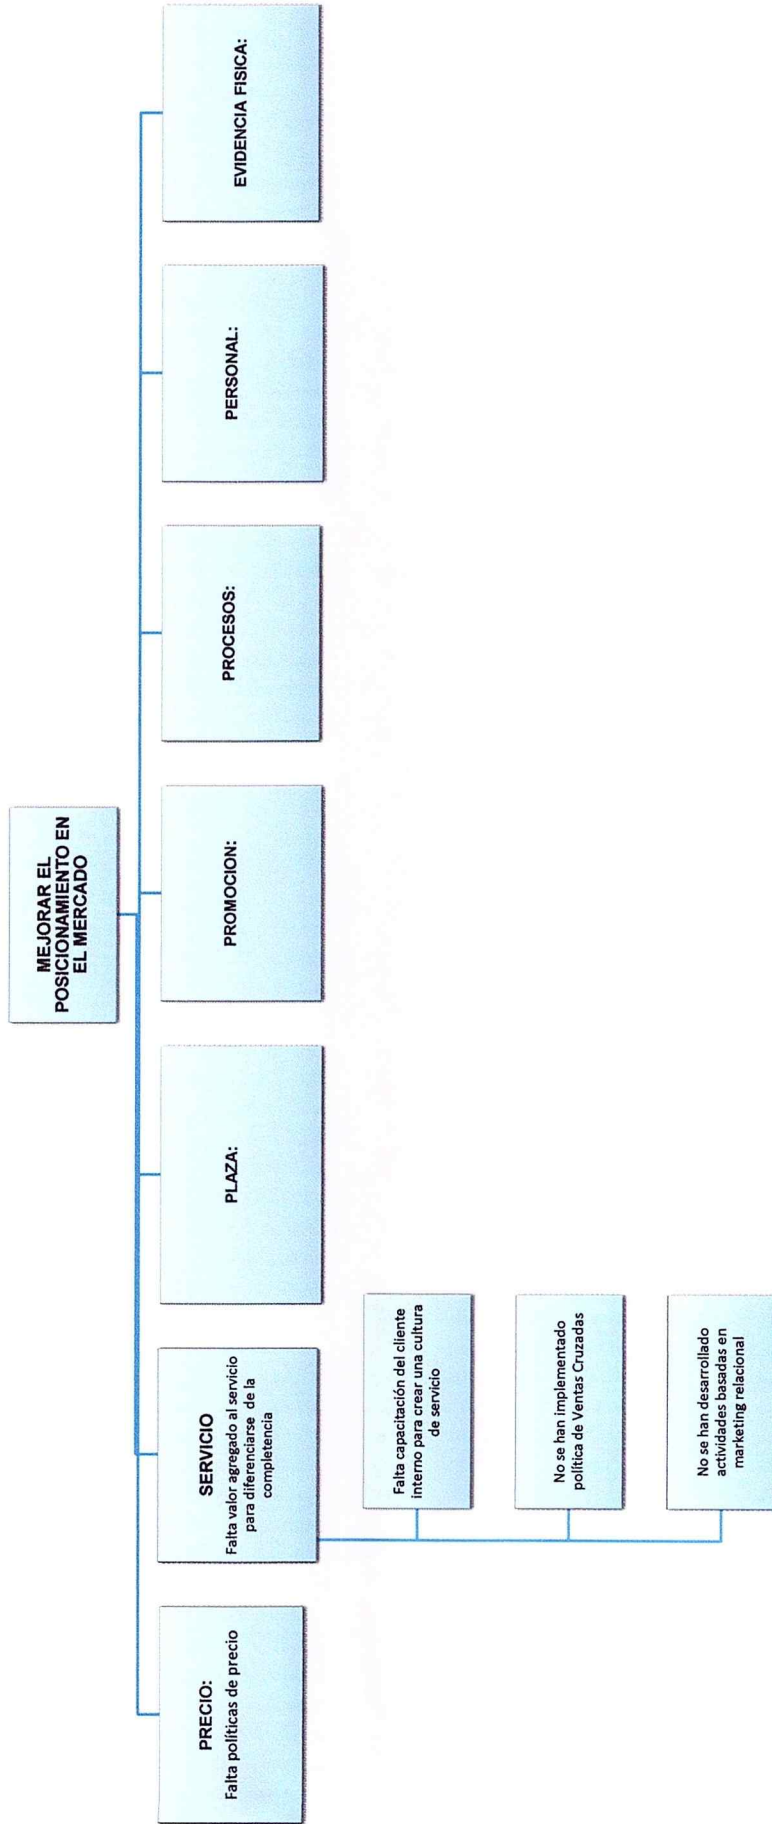 MEJORAR EL
POSICIONAMIENTO EN
EL MERCADO
PRECIO:
Falta políticas de precio
SERVICIO
Falta valor agregado al servicio
para diferenciarse de la
completencia
PLAZA:
PROMOCION:
PROCESOS:
PERSONAL:
EVIDENCIA FISICA:
Falta capacitación del cliente
interno para crear una cultura
de servicio
No se han implementado
política de Ventas Cruzadas
No se han desarrollado
actividades basadas en
marketing relacional